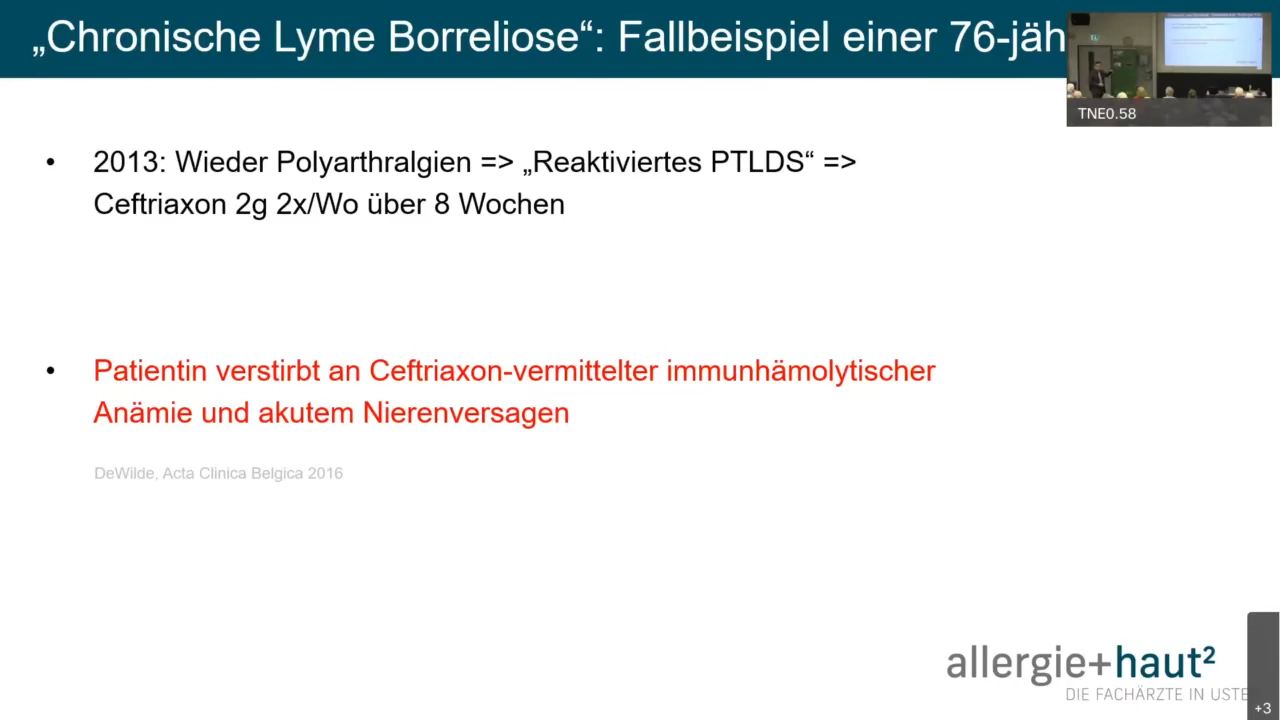 „Chronische Lyme Borreliose“: Fallbeispiel einer 76-jäh
TNE0.58
• 2013: Wieder Polyarthralgien => „Reaktiviertes PTLDS“ =>
Ceftriaxon 2g 2x/Wo über 8 Wochen
• Patientin verstirbt an Ceftriaxon-vermittelter immunhämolytischer
Anämie und akutem Nierenversagen
DeWilde, Acta Clinica Belgica 2016
allergie+haut²
DIE FACHÄRZTE IN USTE
+3